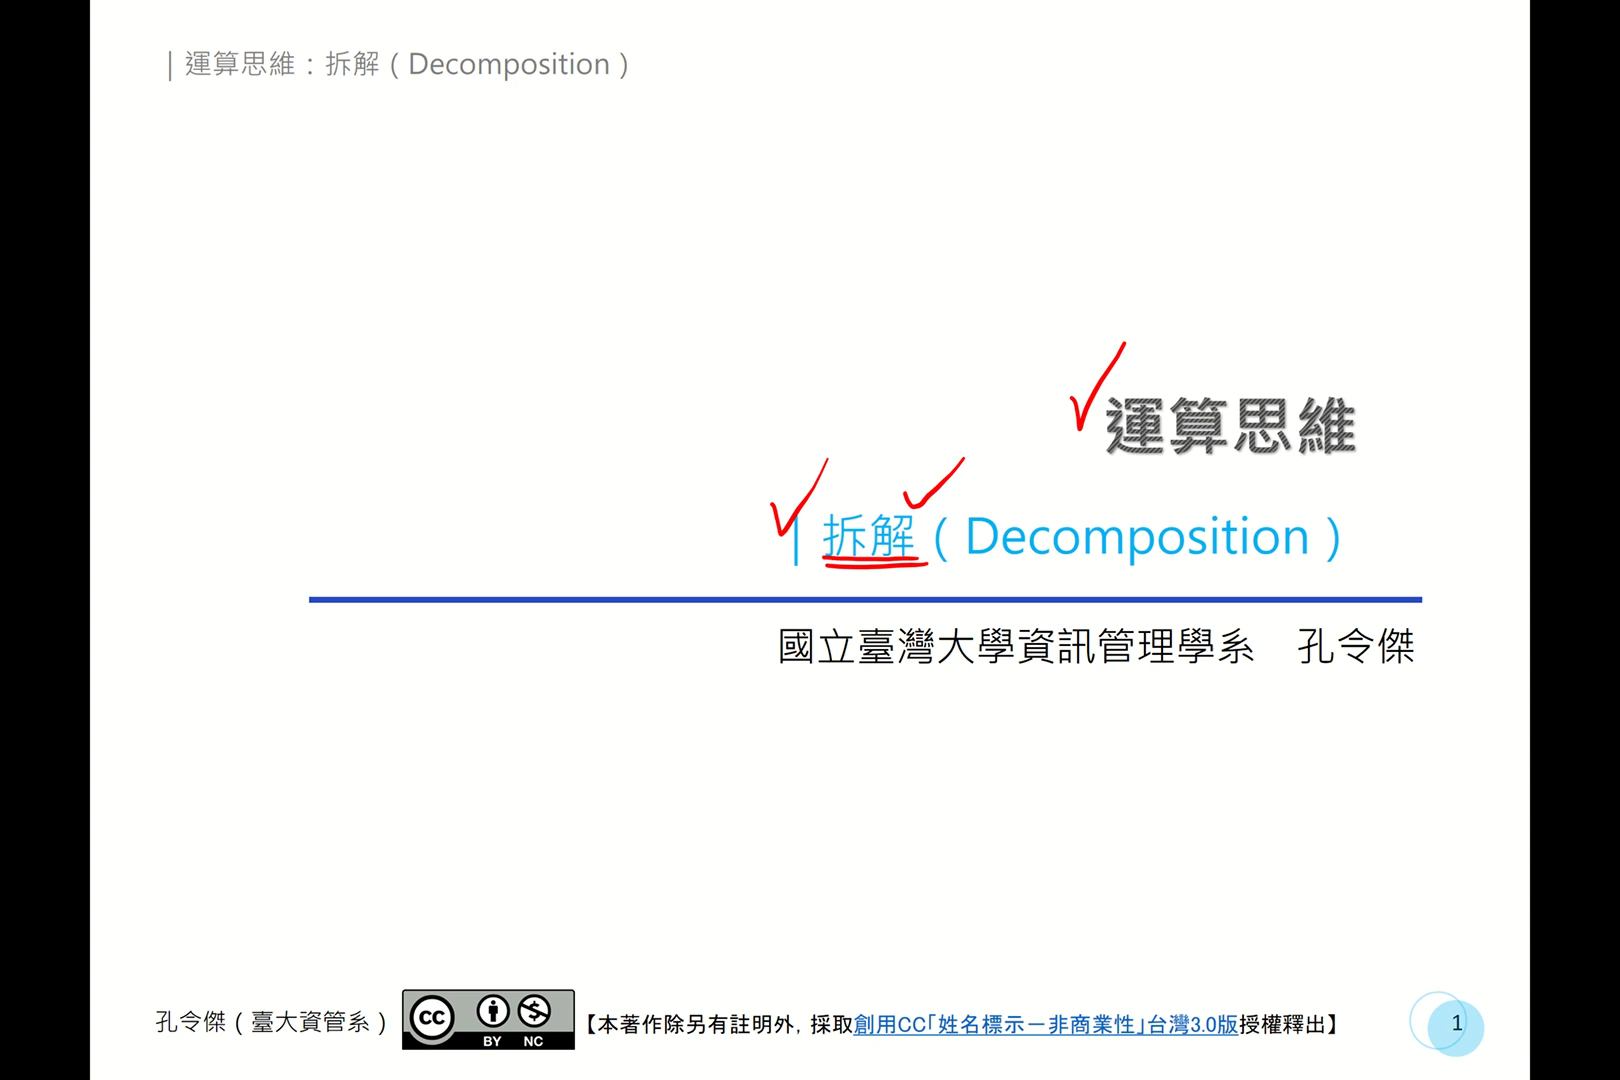 ｜運算思維：拆解（Decomposition）
運算思維
｜拆解（Decomposition）
國立臺灣大學資訊管理學系　孔令傑
孔令傑（臺大資管系）
CC BY NC
【本著作除另有註明外，採取創用CC「姓名標示－非商業性」台灣3.0版授權釋出】
1